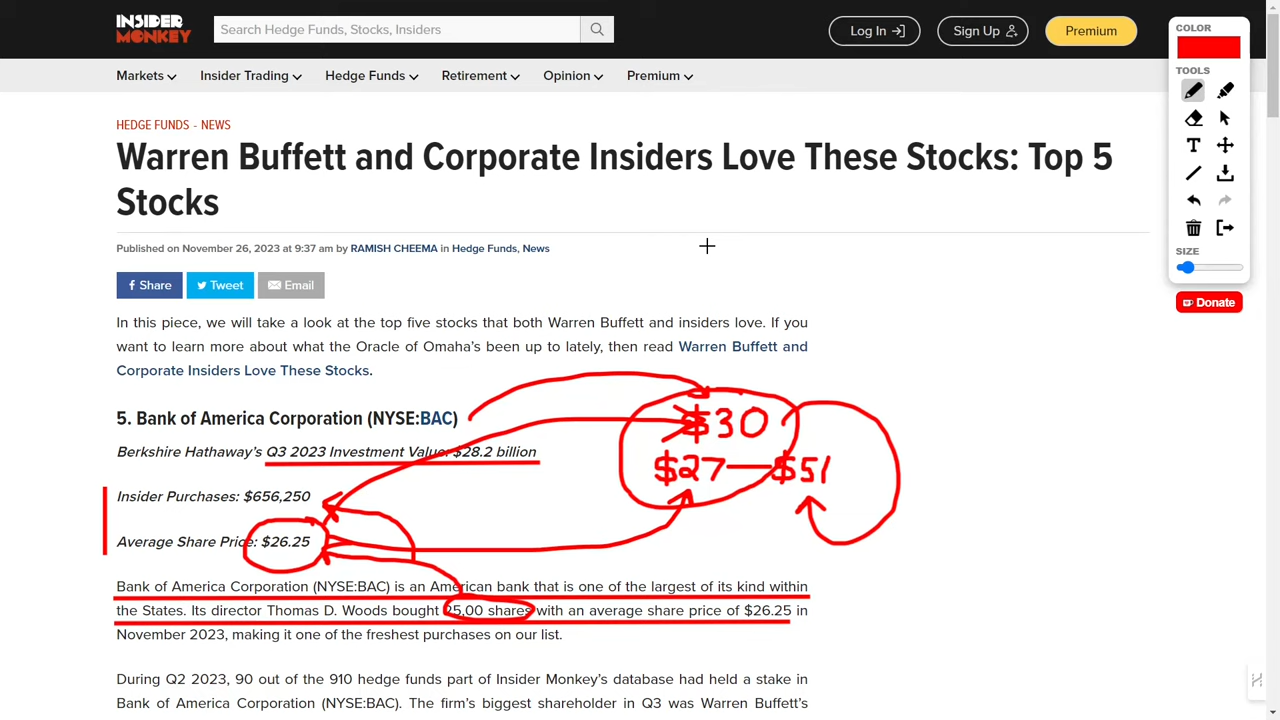 INSIDER
MONKEY
Search Hedge Funds, Stocks, Insiders
Log In
Sign Up
Premium
Markets
Insider Trading
Hedge Funds
Retirement
Opinion
Premium
COLOR
TOOLS
SIZE
Donate
HEDGE FUNDS - NEWS
Warren Buffett and Corporate Insiders Love These Stocks: Top 5
Stocks
Published on November 26, 2023 at 9:37 am by RAMISH CHEEMA in Hedge Funds, News
Share
Tweet
Email
In this piece, we will take a look at the top five stocks that both Warren Buffett and insiders love. If you
want to learn more about what the Oracle of Omaha's been up to lately, then read Warren Buffett and
Corporate Insiders Love These Stocks.
5. Bank of America Corporation (NYSE:BAC)
$30
Berkshire Hathaway's Q3 2023 Investment Value: $28.2 billion
$27—$51
Insider Purchases: $656,250
Average Share Price: $26.25
Bank of America Corporation (NYSE:BAC) is an American bank that is one of the largest of its kind within
the States. Its director Thomas D. Woods bought 25,00 shares with an average share price of $26.25 in
November 2023, making it one of the freshest purchases on our list.
During Q2 2023, 90 out of the 910 hedge funds part of Insider Monkey's database had held a stake in
Bank of America Corporation (NYSE:BAC). The firm's biggest shareholder in Q3 was Warren Buffett's